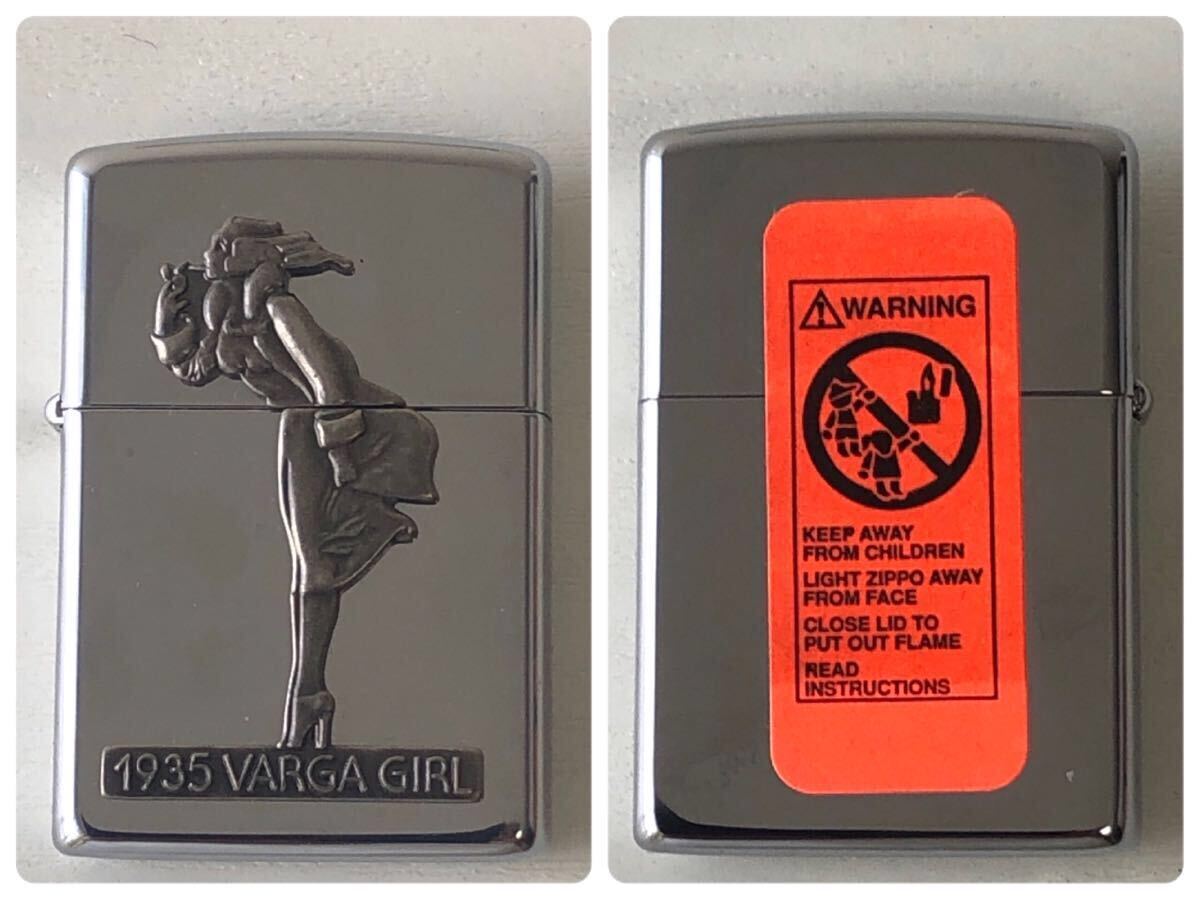 1935 VARGA GIRL
WARNING
KEEP AWAY
FROM CHILDREN
LIGHT ZIPPO AWAY
FROM FACE
CLOSE LID TO
PUT OUT FLAME
READ
INSTRUCTIONS